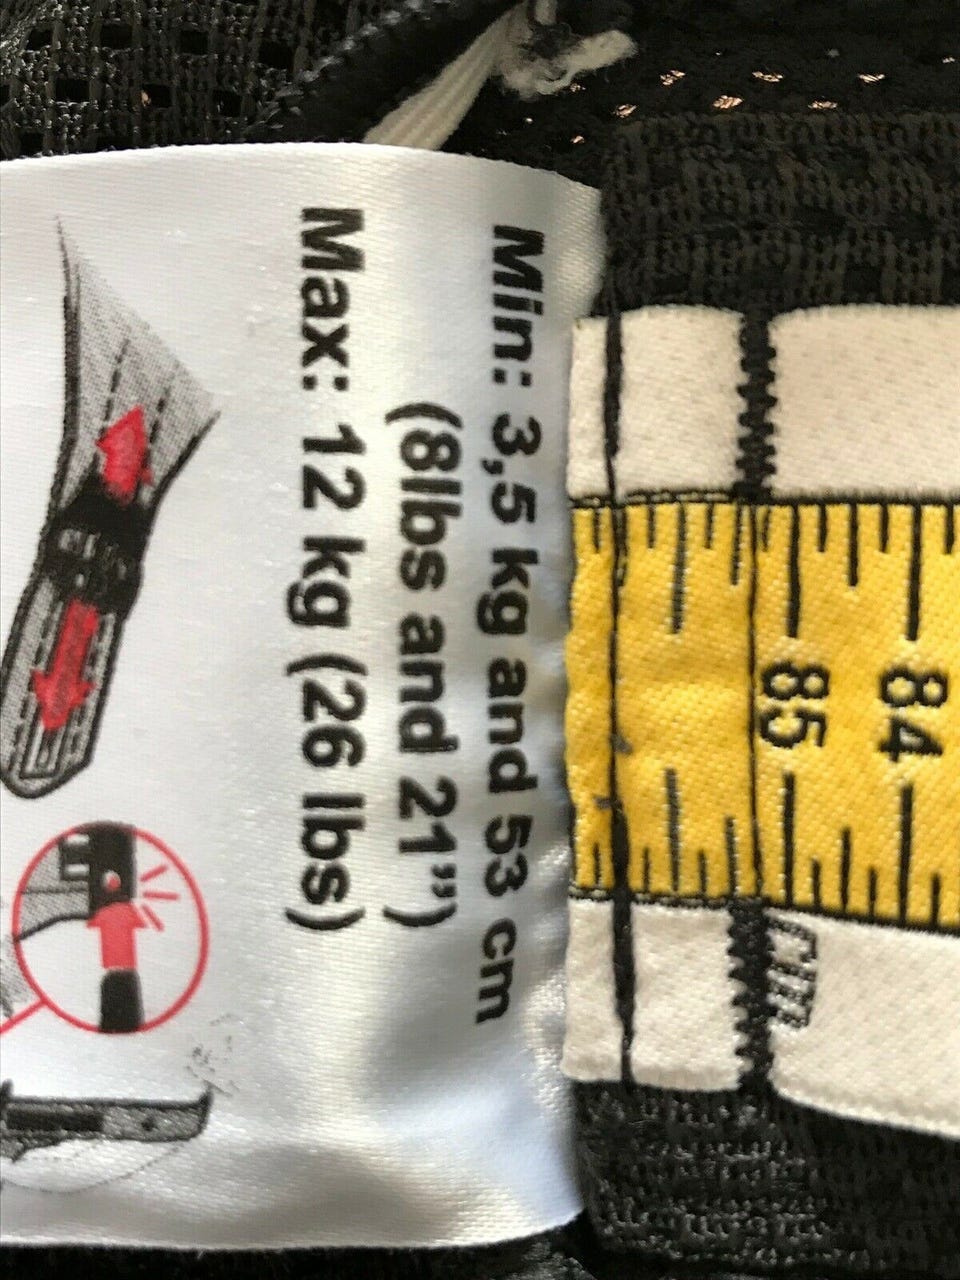 Min: 3,5 kg and 53 cm
(8lbs and 21”)
Max: 12 kg (26 lbs)
85
84
cm